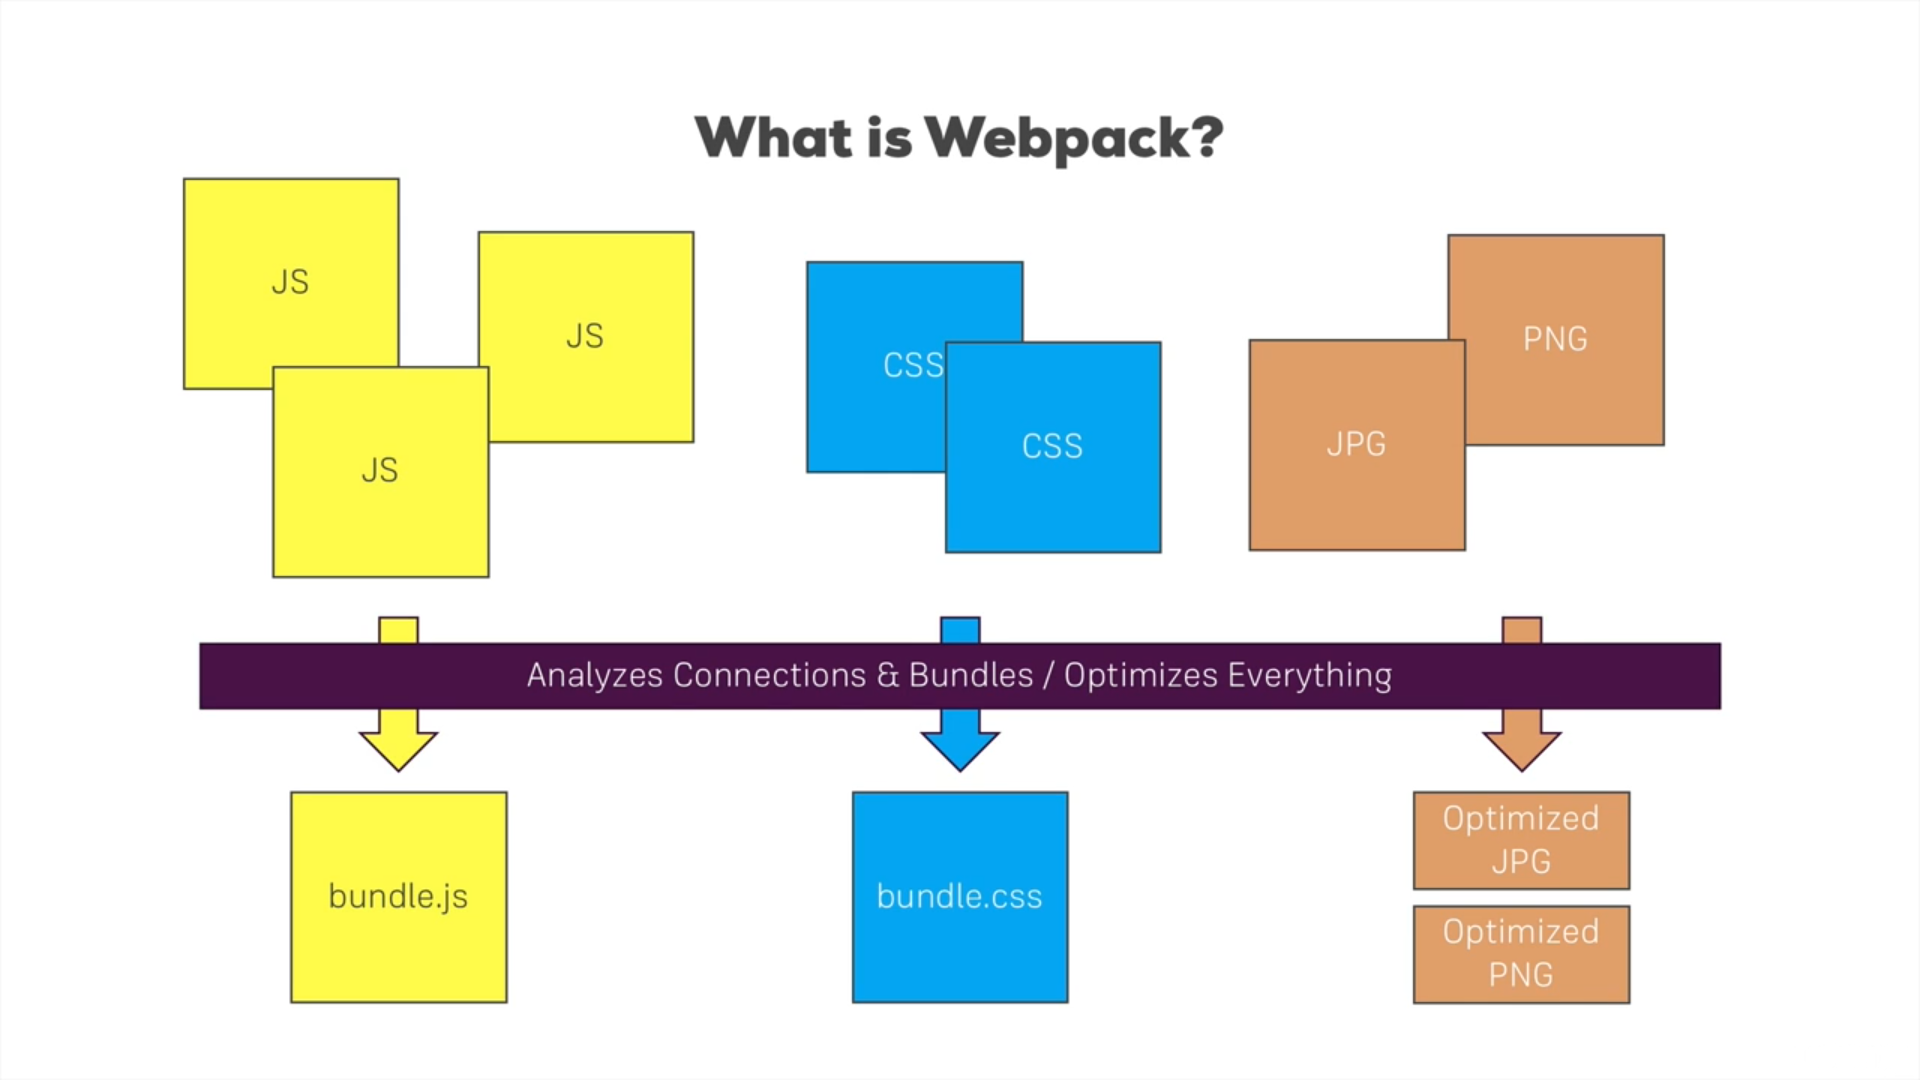 What is Webpack?
JS
JS
JS
CSS
CSS
PNG
JPG
Analyzes Connections & Bundles / Optimizes Everything
bundle.js
bundle.css
Optimized
JPG
Optimized
PNG